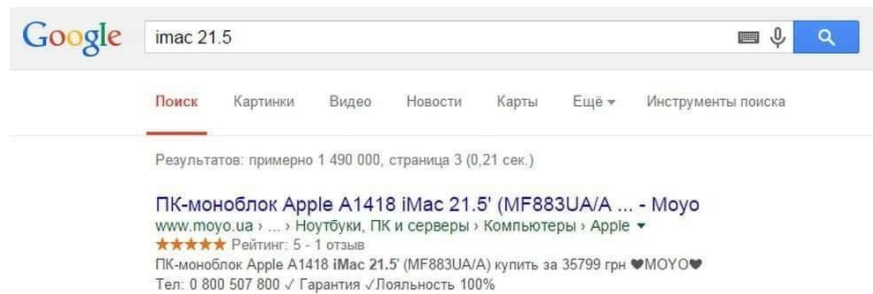 Google imac 21.5
Поиск Картинки Видео Новости Карты Ещё ▾ Инструменты поиска
Результатов: примерно 1 490 000, страница 3 (0,21 сек.)
ПК-моноблок Apple A1418 iMac 21.5' (MF883UA/A ... - Moyo
www.moyo.ua › ... › Ноутбуки, ПК и серверы › Компьютеры › Apple ▾
★★★★★ Рейтинг: 5 - 1 отзыв
ПК-моноблок Apple A1418 iMac 21.5' (MF883UA/A) купить за 35799 грн ♥MOYO♥
Тел: 0 800 507 800 √ Гарантия √Лояльность 100%